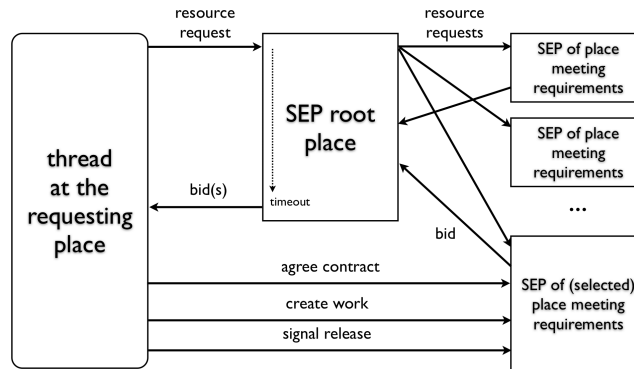 resource
request
resource
requests
SEP of place
meeting
requirements
SEP root
place
SEP of place
meeting
requirements
thread
at the
requesting
place
bid(s)
timeout
...
bid
agree contract
SEP of (selected)
place meeting
requirements
create work
signal release